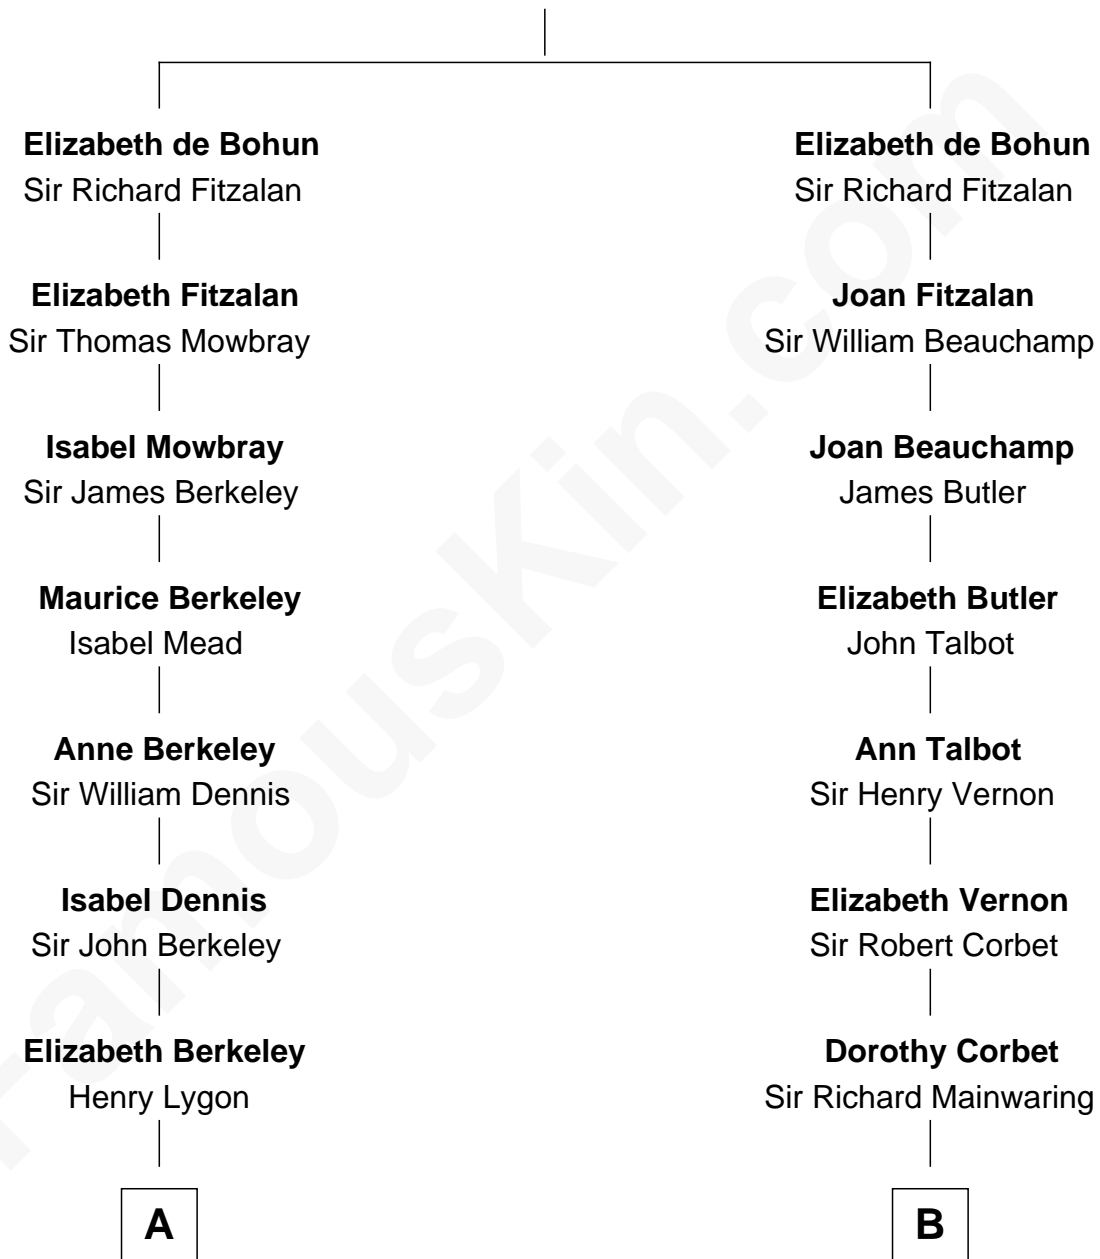 Elizabeth de Bohun
Sir Richard Fitzalan
Elizabeth Fitzalan
Sir Thomas Mowbray
Isabel Mowbray
Sir James Berkeley
Maurice Berkeley
Isabel Mead
Anne Berkeley
Sir William Dennis
Isabel Dennis
Sir John Berkeley
Elizabeth Berkeley
Henry Lygon
A
Elizabeth de Bohun
Sir Richard Fitzalan
Joan Fitzalan
Sir William Beauchamp
Joan Beauchamp
James Butler
Elizabeth Butler
John Talbot
Ann Talbot
Sir Henry Vernon
Elizabeth Vernon
Sir Robert Corbet
Dorothy Corbet
Sir Richard Mainwaring
B
FamousKin.com